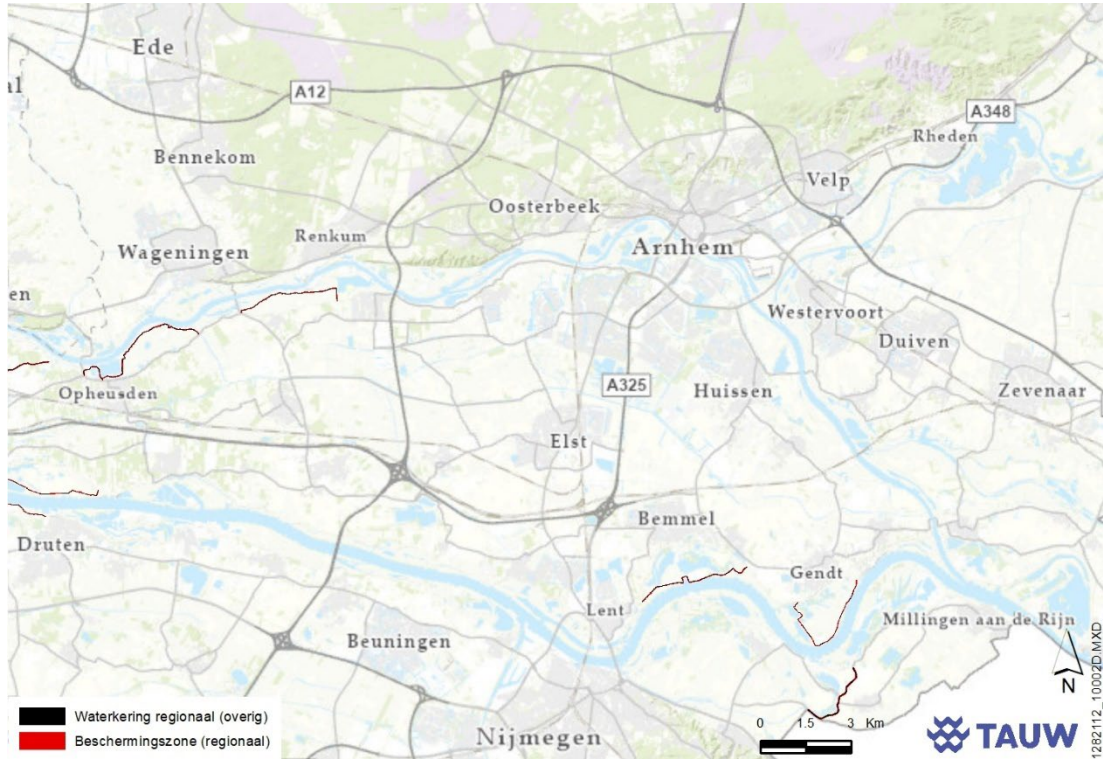 Ede
al
A12
A348
Rheden
Bennekom
Velp
Oosterbeek
Renkum
Arnhem
Wageningen
en
Westervoort
Duiven
A325
Huissen
Zevenaar
Opheusden
Elst
Bemmel
Druten
Gendt
Lent
Millingen aan de Rijn
Beuningen
N
Waterkering regionaal (overig)
0 1.5 3 Km
Beschermingszone (regionaal)
Nijmegen
TAUW
1282112_10002D.MXD